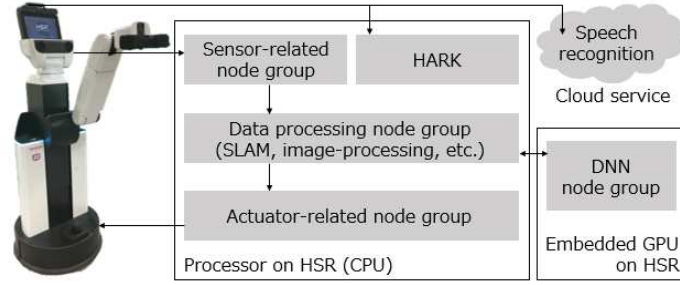 Sensor-related
node group
HARK
Speech
recognition
Cloud service
Data processing node group
(SLAM, image-processing, etc.)
DNN
node group
Actuator-related node group
Processor on HSR (CPU)
Embedded GPU
on HSR